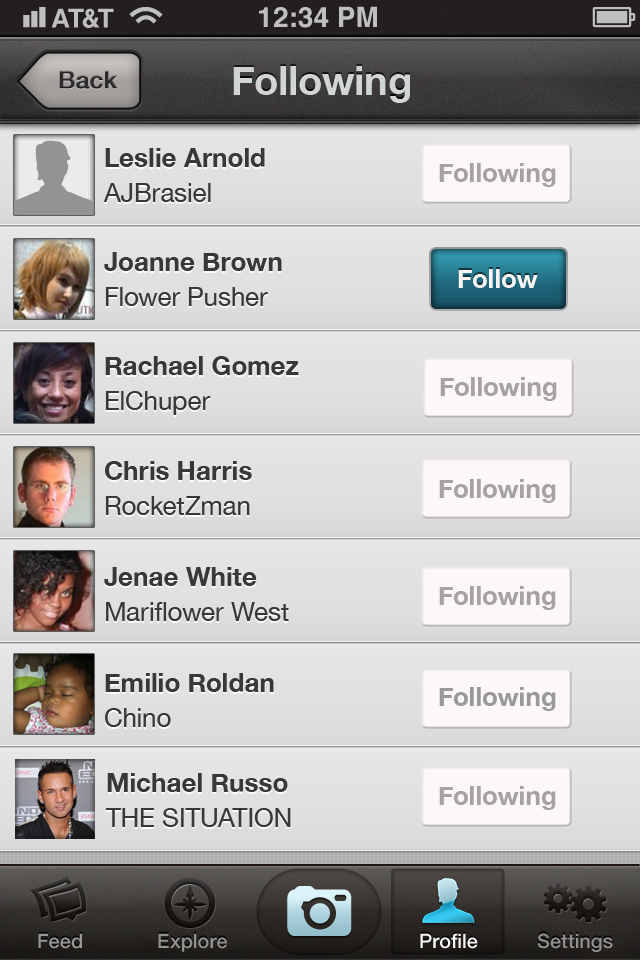 AT&T 12:34 PM
Back Following
Leslie Arnold
AJBrasiel
Following
Joanne Brown
Flower Pusher
Follow
Rachael Gomez
ElChuper
Following
Chris Harris
RocketZman
Following
Jenae White
Mariflower West
Following
Emilio Roldan
Chino
Following
Michael Russo
THE SITUATION
Following
Feed Explore Profile Settings